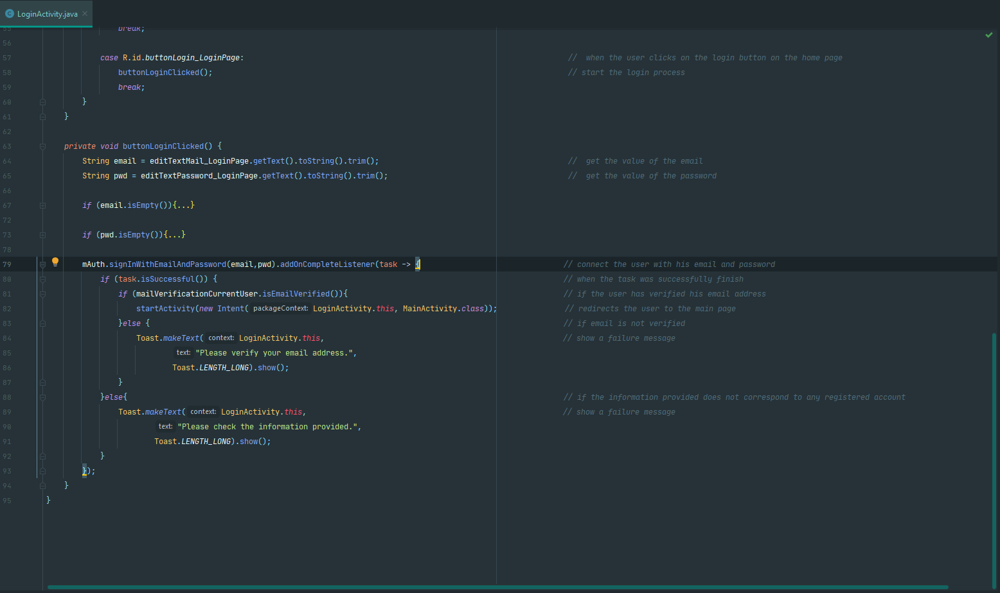 LoginActivity.java
55 break;
56
57 case R.id.buttonLogin_LoginPage: // when the user clicks on the login button on the home page
58 buttonLoginClicked(); // start the login process
59 break;
60 }
61 }
62
63 private void buttonLoginClicked() {
64 String email = editTextMail_LoginPage.getText().toString().trim(); // get the value of the email
65 String pwd = editTextPassword_LoginPage.getText().toString().trim(); // get the value of the password
66
67 if (email.isEmpty()){...}
72
73 if (pwd.isEmpty()){...}
78
79 mAuth.signInWithEmailAndPassword(email,pwd).addOnCompleteListener(task -> { // connect the user with his email and password
80 if (task.isSuccessful()) { // when the task was successfully finish
81 if (mailVerificationCurrentUser.isEmailVerified()){ // if the user has verified his email address
82 startActivity(new Intent( packageContext: LoginActivity.this, MainActivity.class)); // redirects the user to the main page
83 }else { // if email is not verified
84 Toast.makeText( context: LoginActivity.this, // show a failure message
85 text: "Please verify your email address.",
86 Toast.LENGTH_LONG).show();
87 }
88 }else{ // if the information provided does not correspond to any registered account
89 Toast.makeText( context: LoginActivity.this, // show a failure message
90 text: "Please check the information provided.",
91 Toast.LENGTH_LONG).show();
92 }
93 });
94 }
95 }